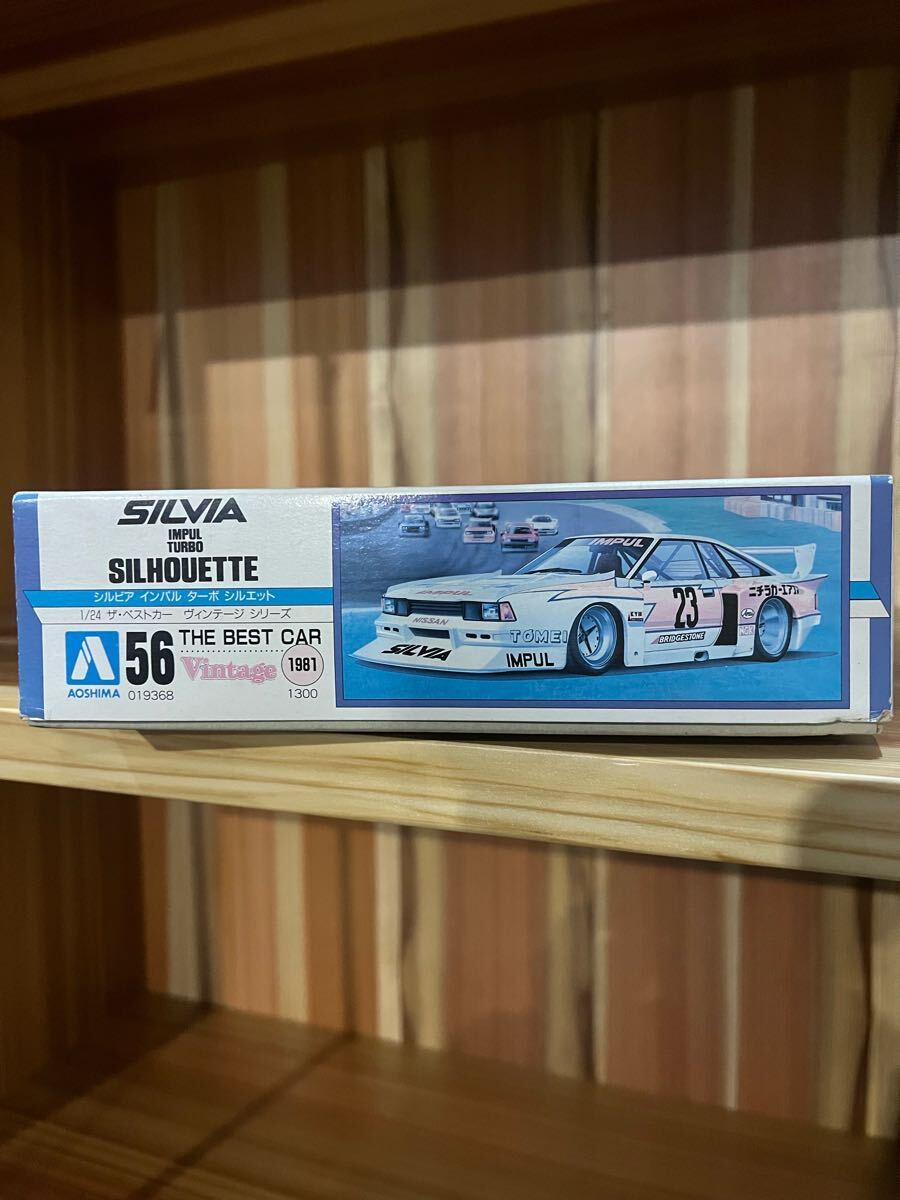 SILVIA
IMPUL
TURBO
SILHOUETTE
シルビア インパル ターボ シルエット
1/24 ザ・ベストカー ヴィンテージ シリーズ
AOSHIMA
56
019368
THE BEST CAR
Vintage
1981
1300
IMPUL
IMPUL
NISSAN
SILVIA
TOMEI
IMPUL
23
BRIDGESTONE
KYB
NGK
ニチラカ・エアコン